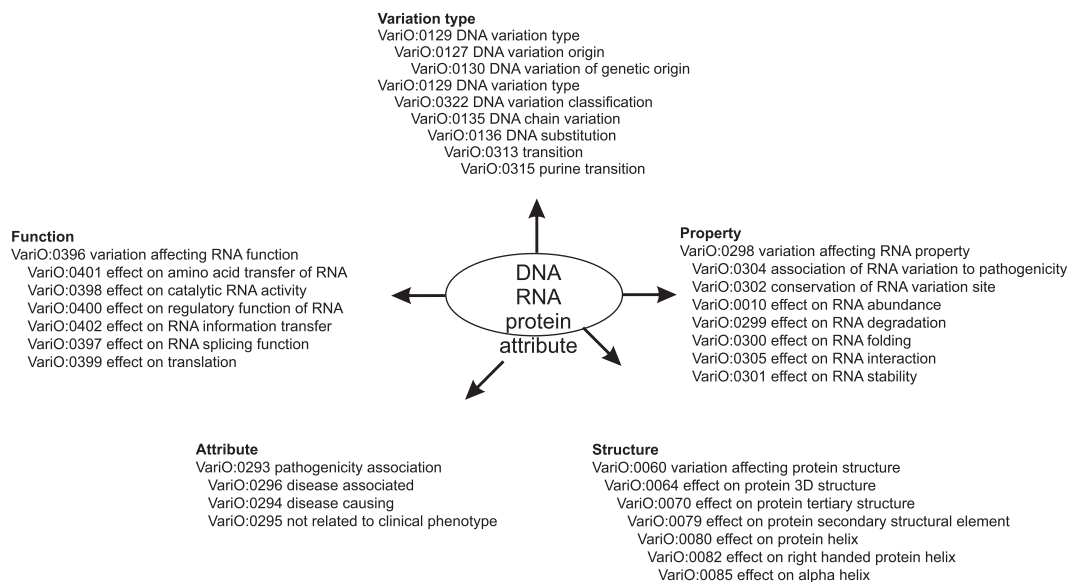 Variation type
VariO:0129 DNA variation type
VariO:0127 DNA variation origin
VariO:0130 DNA variation of genetic origin
VariO:0129 DNA variation type
VariO:0322 DNA variation classification
VariO:0135 DNA chain variation
VariO:0136 DNA substitution
VariO:0313 transition
VariO:0315 purine transition
Function
VariO:0396 variation affecting RNA function
VariO:0401 effect on amino acid transfer of RNA
VariO:0398 effect on catalytic RNA activity
VariO:0400 effect on regulatory function of RNA
VariO:0402 effect on RNA information transfer
VariO:0397 effect on RNA splicing function
VariO:0399 effect on translation
DNA
RNA
protein
attribute
Property
VariO:0298 variation affecting RNA property
VariO:0304 association of RNA variation to pathogenicity
VariO:0302 conservation of RNA variation site
VariO:0010 effect on RNA abundance
VariO:0299 effect on RNA degradation
VariO:0300 effect on RNA folding
VariO:0305 effect on RNA interaction
VariO:0301 effect on RNA stability
Attribute
VariO:0293 pathogenicity association
VariO:0296 disease associated
VariO:0294 disease causing
VariO:0295 not related to clinical phenotype
Structure
VariO:0060 variation affecting protein structure
VariO:0064 effect on protein 3D structure
VariO:0070 effect on protein tertiary structure
VariO:0079 effect on protein secondary structural element
VariO:0080 effect on protein helix
VariO:0082 effect on right handed protein helix
VariO:0085 effect on alpha helix